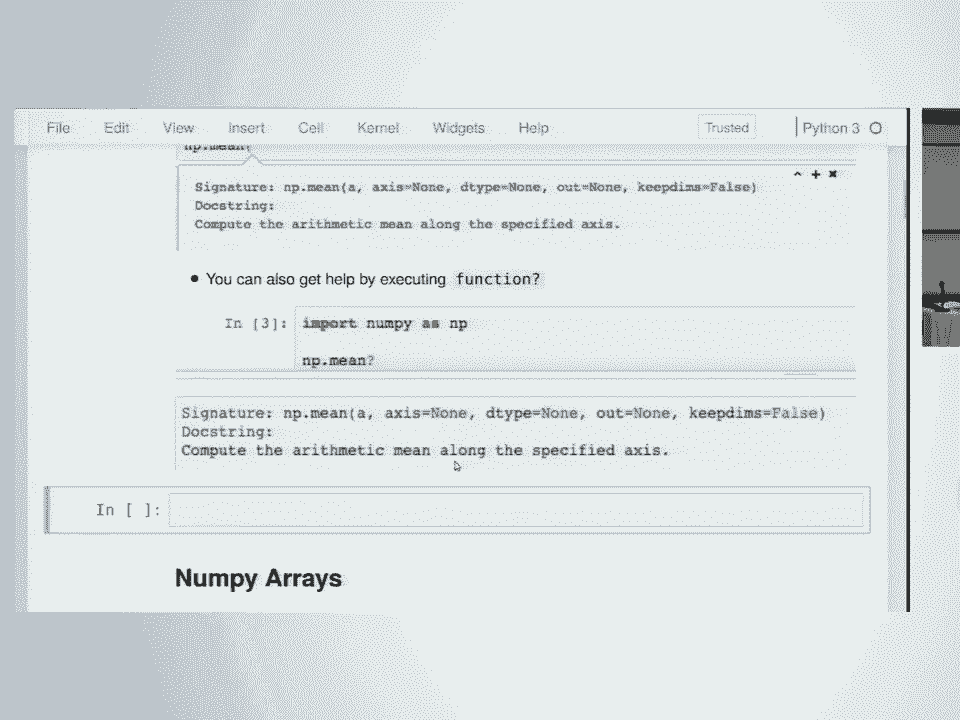 File Edit View Insert Cell Kernel Widgets Help Trusted Python 3
np.mean(
Signature: np.mean(a, axis=None, dtype=None, out=None, keepdims=False)
Docstring:
Compute the arithmetic mean along the specified axis.
You can also get help by executing function?
In [3]: import numpy as np
np.mean?
Signature: np.mean(a, axis=None, dtype=None, out=None, keepdims=False)
Docstring:
Compute the arithmetic mean along the specified axis.
In [ ]:
Numpy Arrays